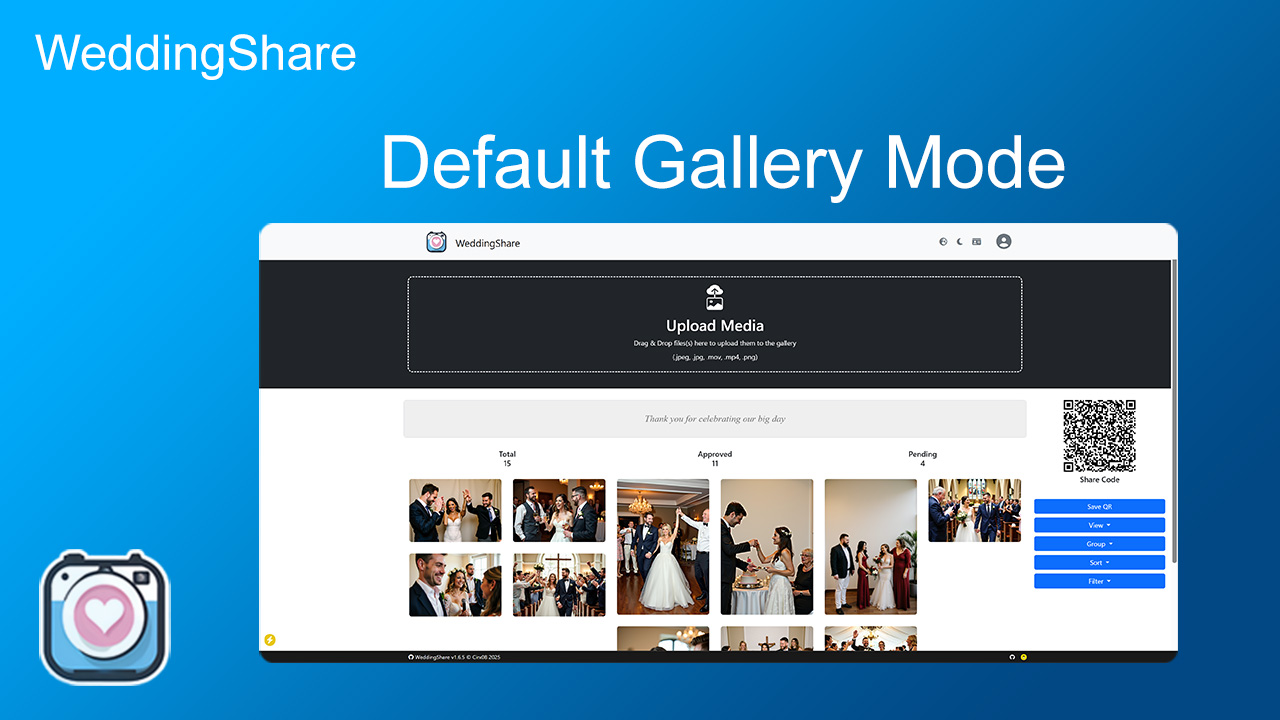 WeddingShare
Default Gallery Mode
WeddingShare
Upload Media
Drag & Drop files(s) here to upload them to the gallery
(.jpeg, .jpg, .mov, .mp4, .png)
Thank you for celebrating our big day
Total
15
Approved
11
Pending
4
Share Code
Save QR
View
Group
Sort
Filter
WeddingShare v1.6.5 © Cirx08 2025